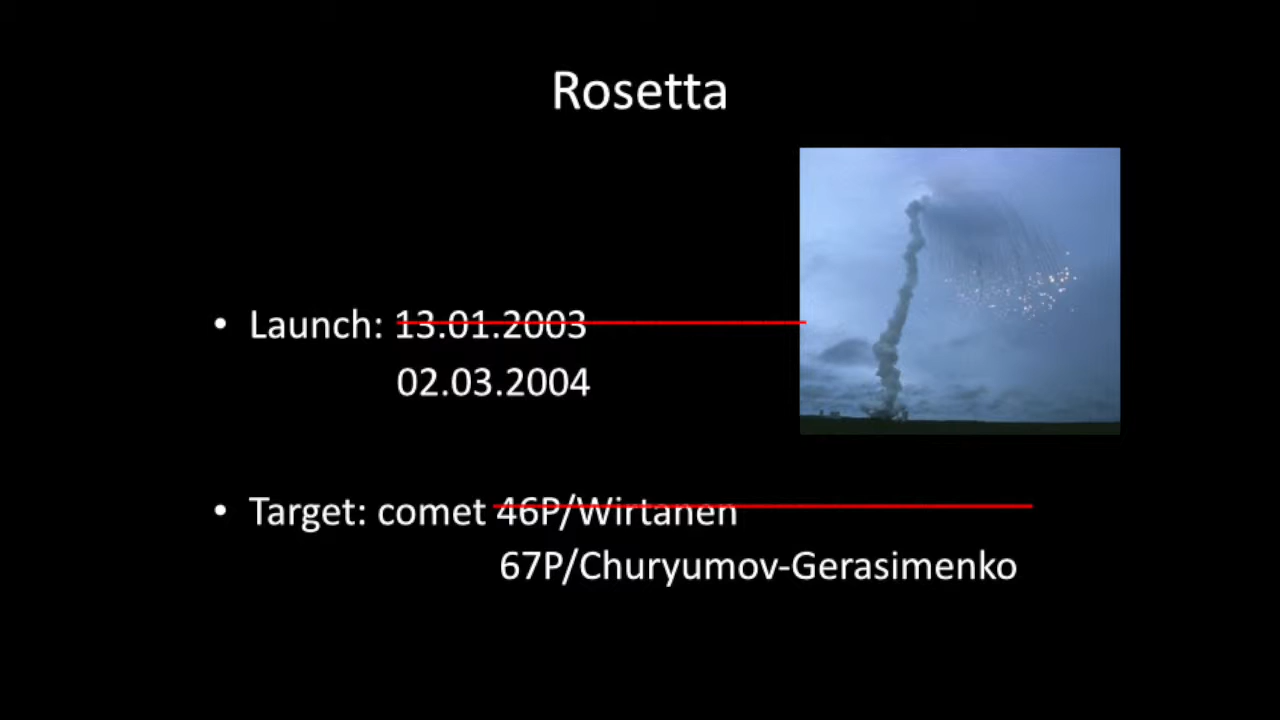 Rosetta
• Launch: 13.01.2003
02.03.2004
• Target: comet 46P/Wirtanen
67P/Churyumov-Gerasimenko